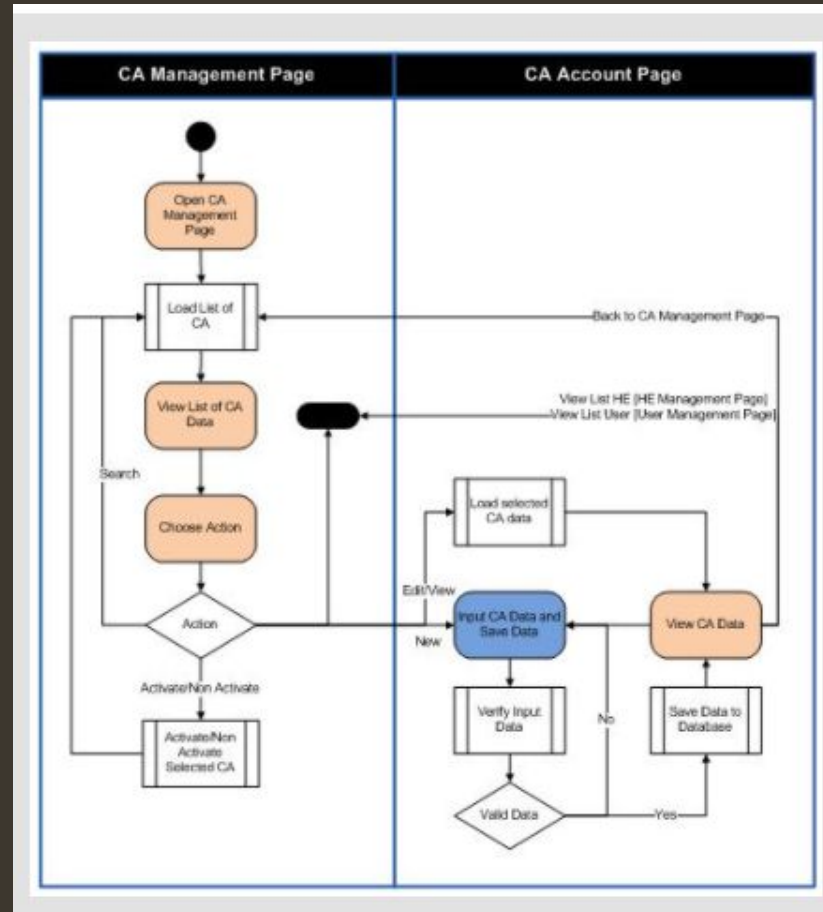 CA Management Page
CA Account Page
Open CA
Management
Page
Load List of
CA
Back to CA Management Page
View List of CA
Data
View List HE [HE Management Page]
View List User [User Management Page]
Search
Choose Action
Load selected
CA data
Edit/View
Action
New
Input CA Data and
Save Data
View CA Data
Activate/Non Activate
Activate/Non
Activate
Selected CA
Verify Input
Data
No
Save Data to
Database
Valid Data
Yes